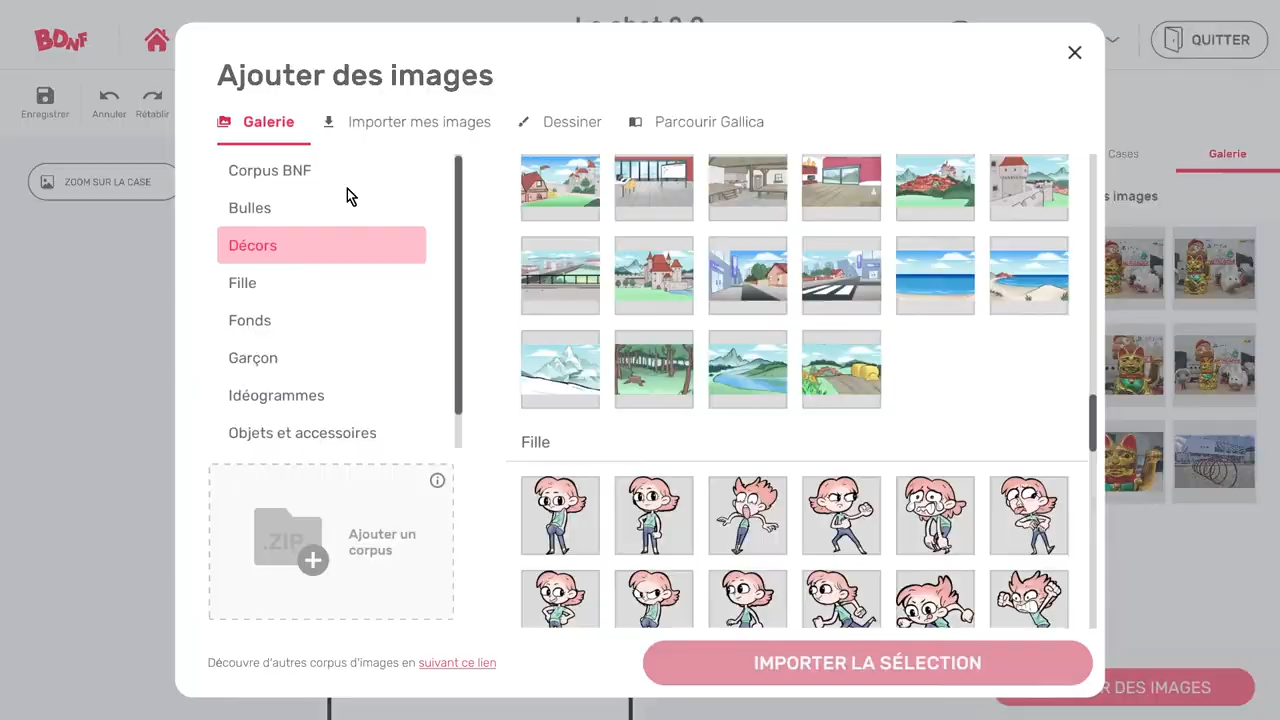 BDNF
QUITTER
Enregistrer
Annuler
Rétablir
ZOOM SUR LA CASE
Cases
Galerie
s images
Ajouter des images
Galerie
Importer mes images
Dessiner
Parcourir Gallica
Corpus BNF
Bulles
Décors
Fille
Fonds
Garçon
Idéogrammes
Objets et accessoires
.ZIP
Ajouter un
corpus
Fille
Découvre d'autres corpus d'images en suivant ce lien
IMPORTER LA SÉLECTION
R DES IMAGES